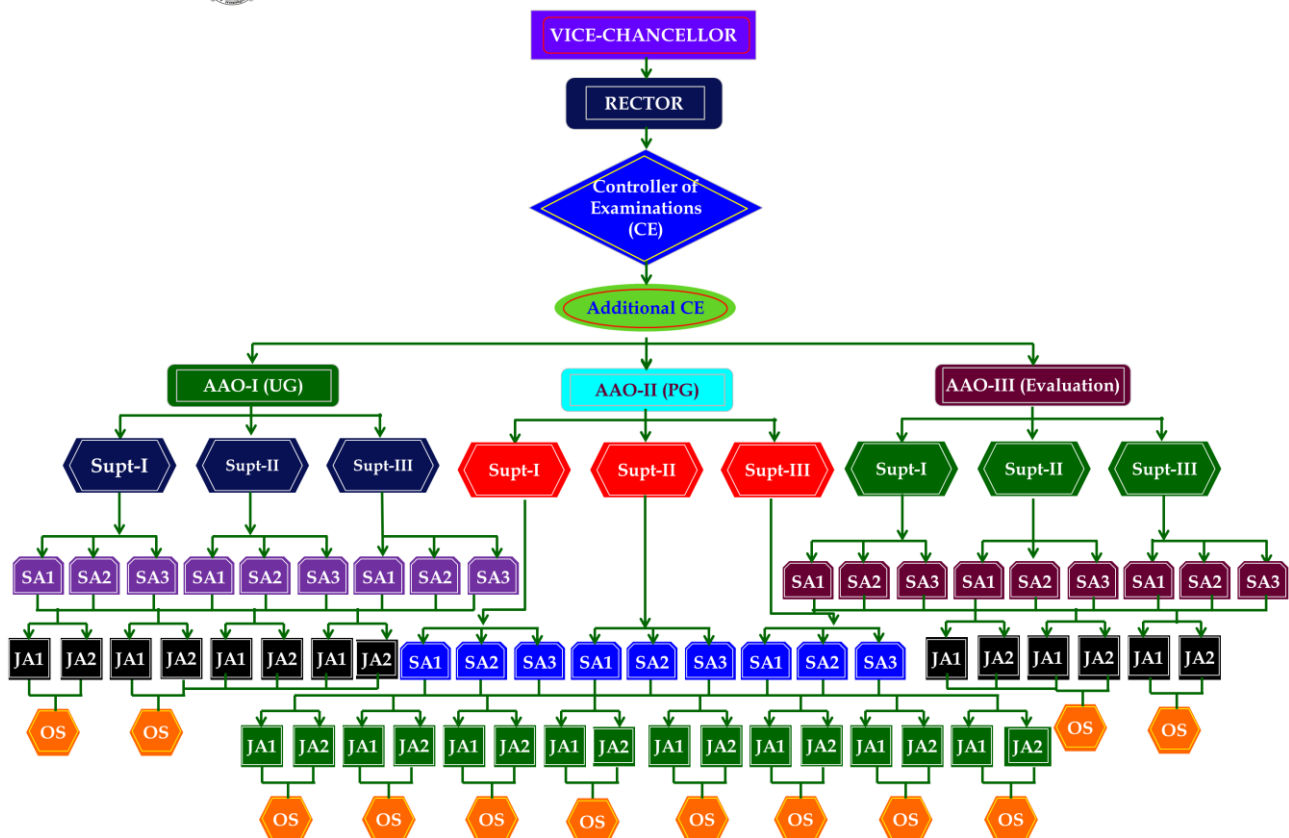 VICE-CHANCELLOR
RECTOR
Controller of
Examinations
(CE)
Additional CE
AAO-I (UG)
AAO-II (PG)
AAO-III (Evaluation)
Supt-I
Supt-II
Supt-III
Supt-I
Supt-II
Supt-III
Supt-I
Supt-II
Supt-III
SA1
SA2
SA3
SA1
SA2
SA3
SA1
SA2
SA3
SA1
SA2
SA3
SA1
SA2
SA3
SA1
SA2
SA3
JA1
JA2
JA1
JA2
JA1
JA2
JA1
JA2
SA1
SA2
SA3
SA1
SA2
SA3
SA1
SA2
SA3
JA1
JA2
JA1
JA2
JA1
JA2
OS
OS
OS
OS
JA1
JA2
JA1
JA2
JA1
JA2
JA1
JA2
JA1
JA2
JA1
JA2
JA1
JA2
JA1
JA2
OS
OS
OS
OS
OS
OS
OS
OS